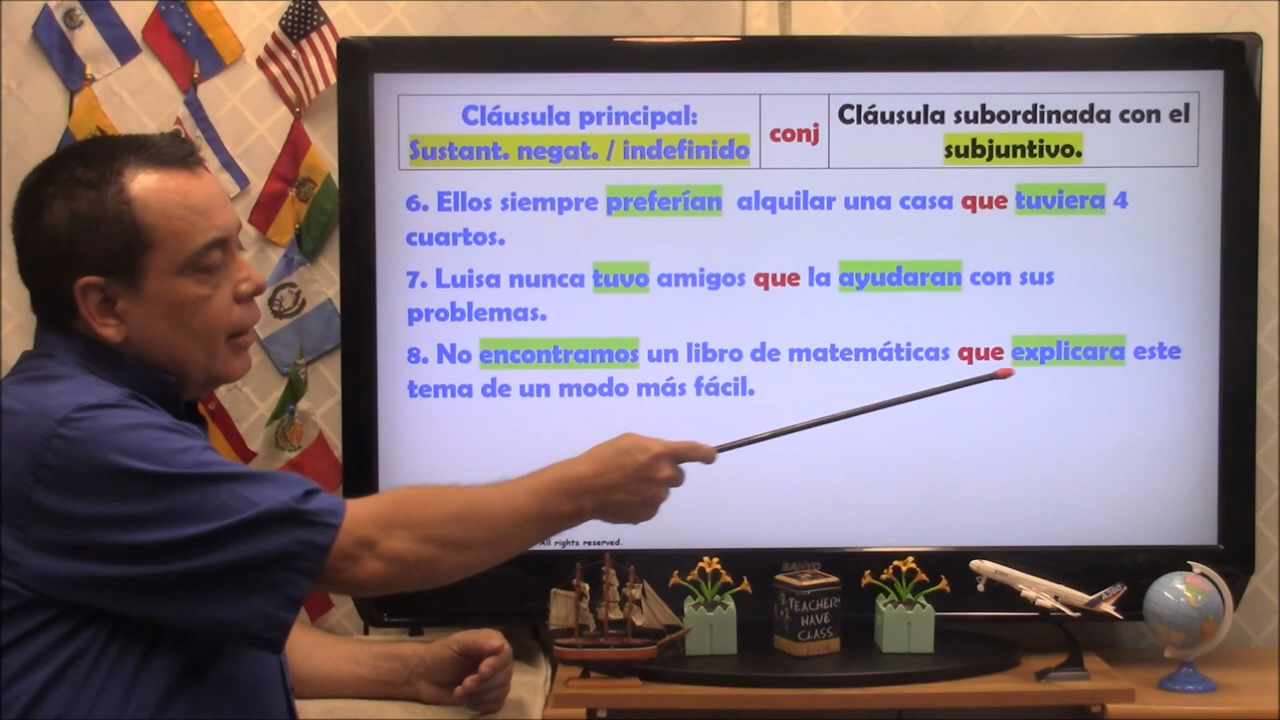 Cláusula principal:
Sustant. negat. / indefinido
conj
Cláusula subordinada con el
subjuntivo.
6. Ellos siempre preferían alquilar una casa que tuviera 4
cuartos.
7. Luisa nunca tuvo amigos que la ayudaran con sus
problemas.
8. No encontramos un libro de matemáticas que explicara este
tema de un modo más fácil.
All rights reserved.
SANYO
TEACHERS
HAVE
CLASS
A380